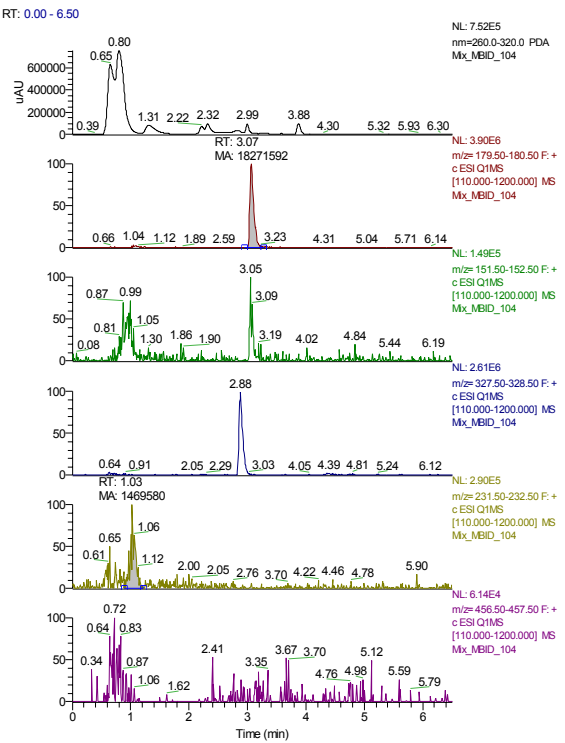 RT: 0.00 - 6.50
NL: 7.52E5
nm=260.0-320.0 PDA
Mix_MBID_104
0.80
0.65
600000
400000
200000
0
uAU
0.39
1.31
2.22
2.32
2.99
3.88
4.30
5.32
5.93
6.30
RT: 3.07
MA: 18271592
NL: 3.90E6
m/z= 179.50-180.50 F: +
c ESI Q1MS
[110.000-1200.000] MS
Mix_MBID_104
100
50
0
0.66
1.04
1.12
1.89
2.59
3.23
4.31
5.04
5.71
6.14
NL: 1.49E5
m/z= 151.50-152.50 F: +
c ESI Q1MS
[110.000-1200.000] MS
Mix_MBID_104
3.05
100
50
0
0.87
0.99
3.09
1.05
0.81
0.08
1.30
1.86
1.90
3.19
4.02
4.84
5.44
6.19
NL: 2.61E6
m/z= 327.50-328.50 F: +
c ESI Q1MS
[110.000-1200.000] MS
Mix_MBID_104
2.88
100
50
0
0.64
0.91
2.05
2.29
3.03
4.05
4.39
4.81
5.24
6.12
RT: 1.03
MA: 1469580
NL: 2.90E5
m/z= 231.50-232.50 F: +
c ESI Q1MS
[110.000-1200.000] MS
Mix_MBID_104
100
50
0
0.65
1.06
0.61
1.12
2.00
2.05
2.76
3.70
4.22
4.46
4.78
5.90
NL: 6.14E4
m/z= 456.50-457.50 F: +
c ESI Q1MS
[110.000-1200.000] MS
Mix_MBID_104
0.72
100
50
0
0.64
0.83
0.34
0.87
1.06
1.62
2.41
3.35
3.67
3.70
4.76
4.98
5.12
5.59
5.79
0
1
2
3
4
5
6
Time (min)